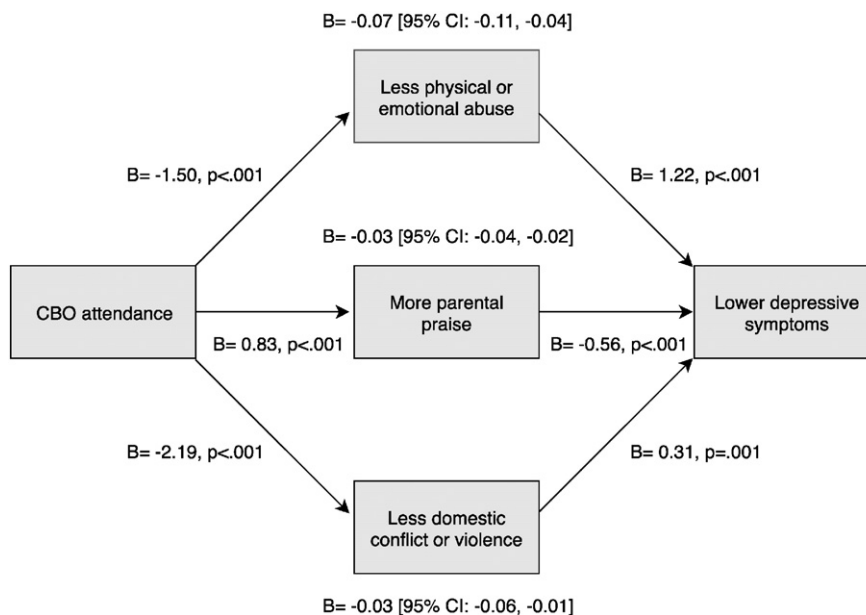 B= -0.07 [95% CI: -0.11, -0.04]
Less physical or
emotional abuse
B= -1.50, p<.001
B= 1.22, p<.001
B= -0.03 [95% CI: -0.04, -0.02]
CBO attendance
More parental
praise
Lower depressive
symptoms
B= 0.83, p<.001
B= -0.56, p<.001
B= -2.19, p<.001
B= 0.31, p=.001
Less domestic
conflict or violence
B= -0.03 [95% CI: -0.06, -0.01]